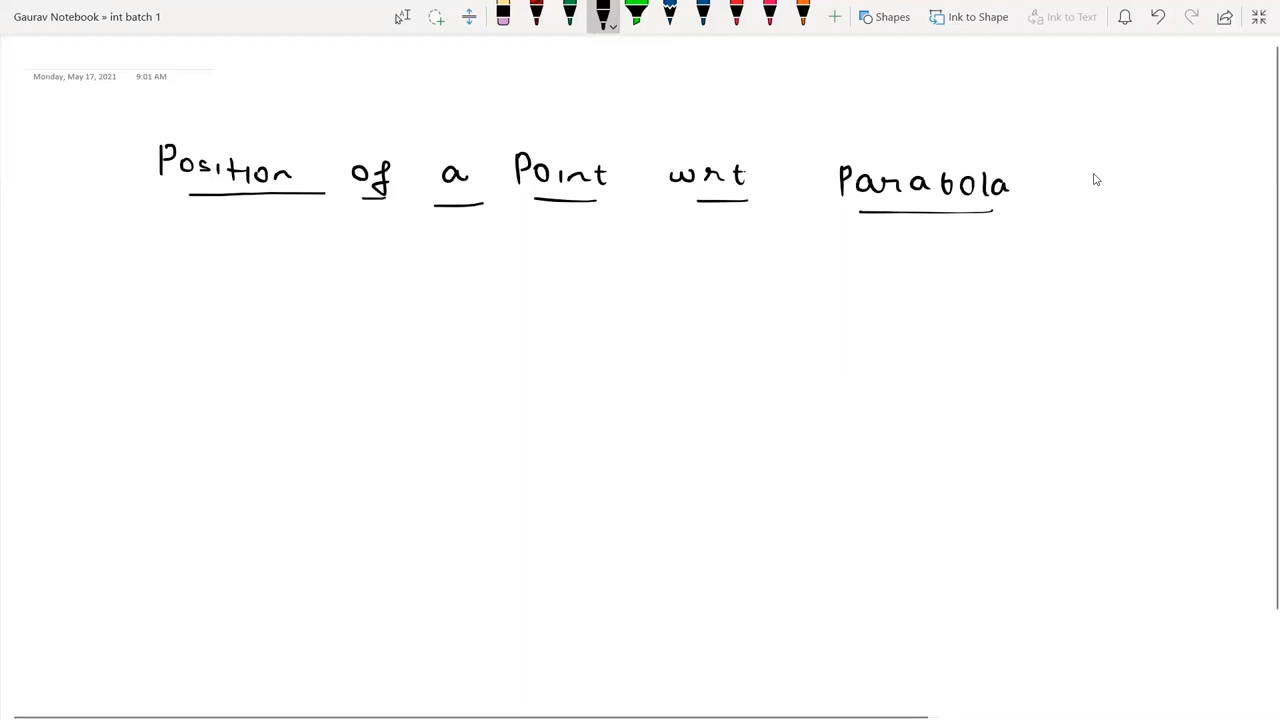 Gaurav Notebook » int batch 1
Shapes Ink to Shape Ink to Text
Monday, May 17, 2021 9:01 AM
Position of a Point wrt Parabola